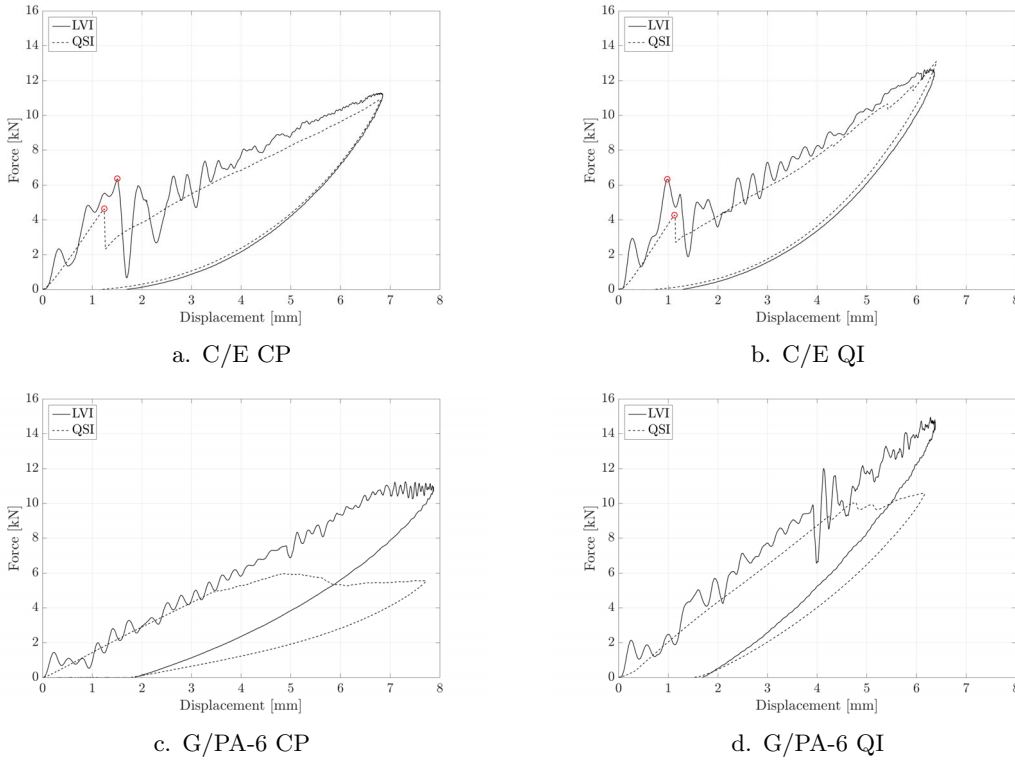 16
14
12
10
8
6
4
2
0
LVI
QSI
Force [kN]
0 1 2 3 4 5 6 7 8
Displacement [mm]
a. C/E CP
16
14
12
10
8
6
4
2
0
LVI
QSI
Force [kN]
0 1 2 3 4 5 6 7 8
Displacement [mm]
b. C/E QI
16
14
12
10
8
6
4
2
0
LVI
QSI
Force [kN]
0 1 2 3 4 5 6 7 8
Displacement [mm]
c. G/PA-6 CP
16
14
12
10
8
6
4
2
0
LVI
QSI
Force [kN]
0 1 2 3 4 5 6 7 8
Displacement [mm]
d. G/PA-6 QI